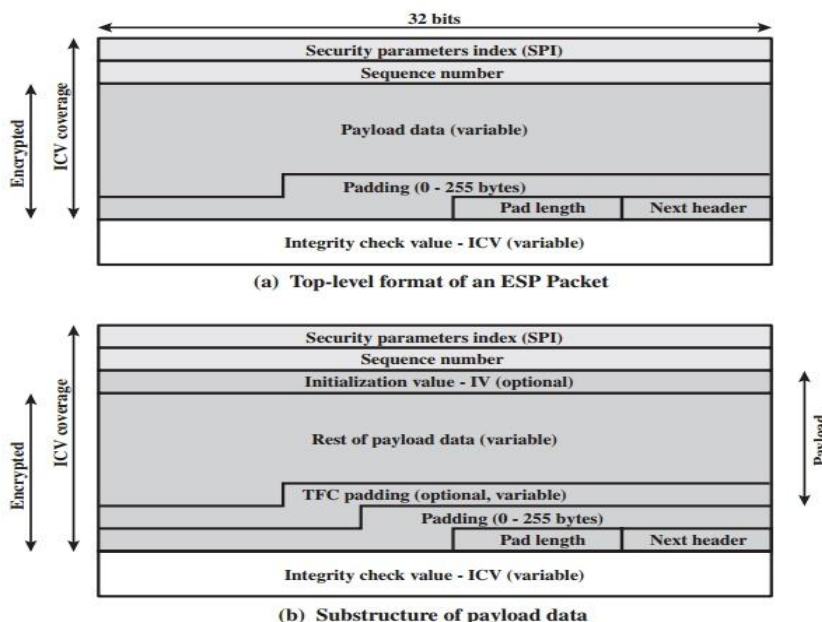 32 bits
Security parameters index (SPI)
Sequence number
Encrypted
ICV coverage
Payload data (variable)
Padding (0 - 255 bytes)
Pad length
Next header
Integrity check value - ICV (variable)
(a) Top-level format of an ESP Packet
Security parameters index (SPI)
Sequence number
Initialization value - IV (optional)
Encrypted
ICV coverage
Rest of payload data (variable)
Payload
TFC padding (optional, variable)
Padding (0 - 255 bytes)
Pad length
Next header
Integrity check value - ICV (variable)
(b) Substructure of payload data